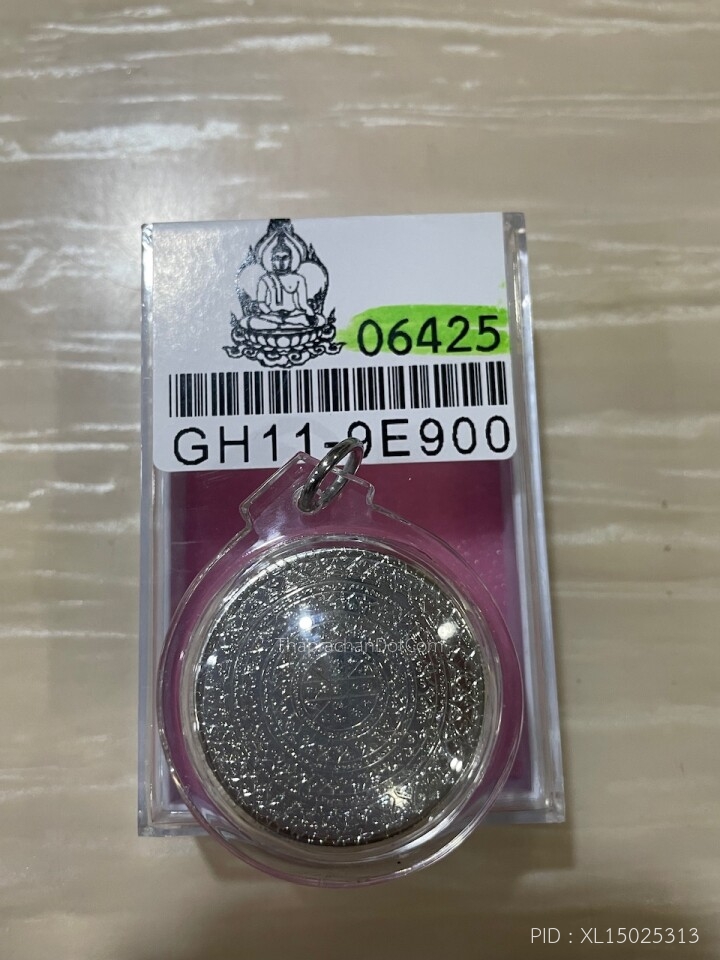 06425
GH11-9E900
ThaprachanDotCom
PID : XL15025313